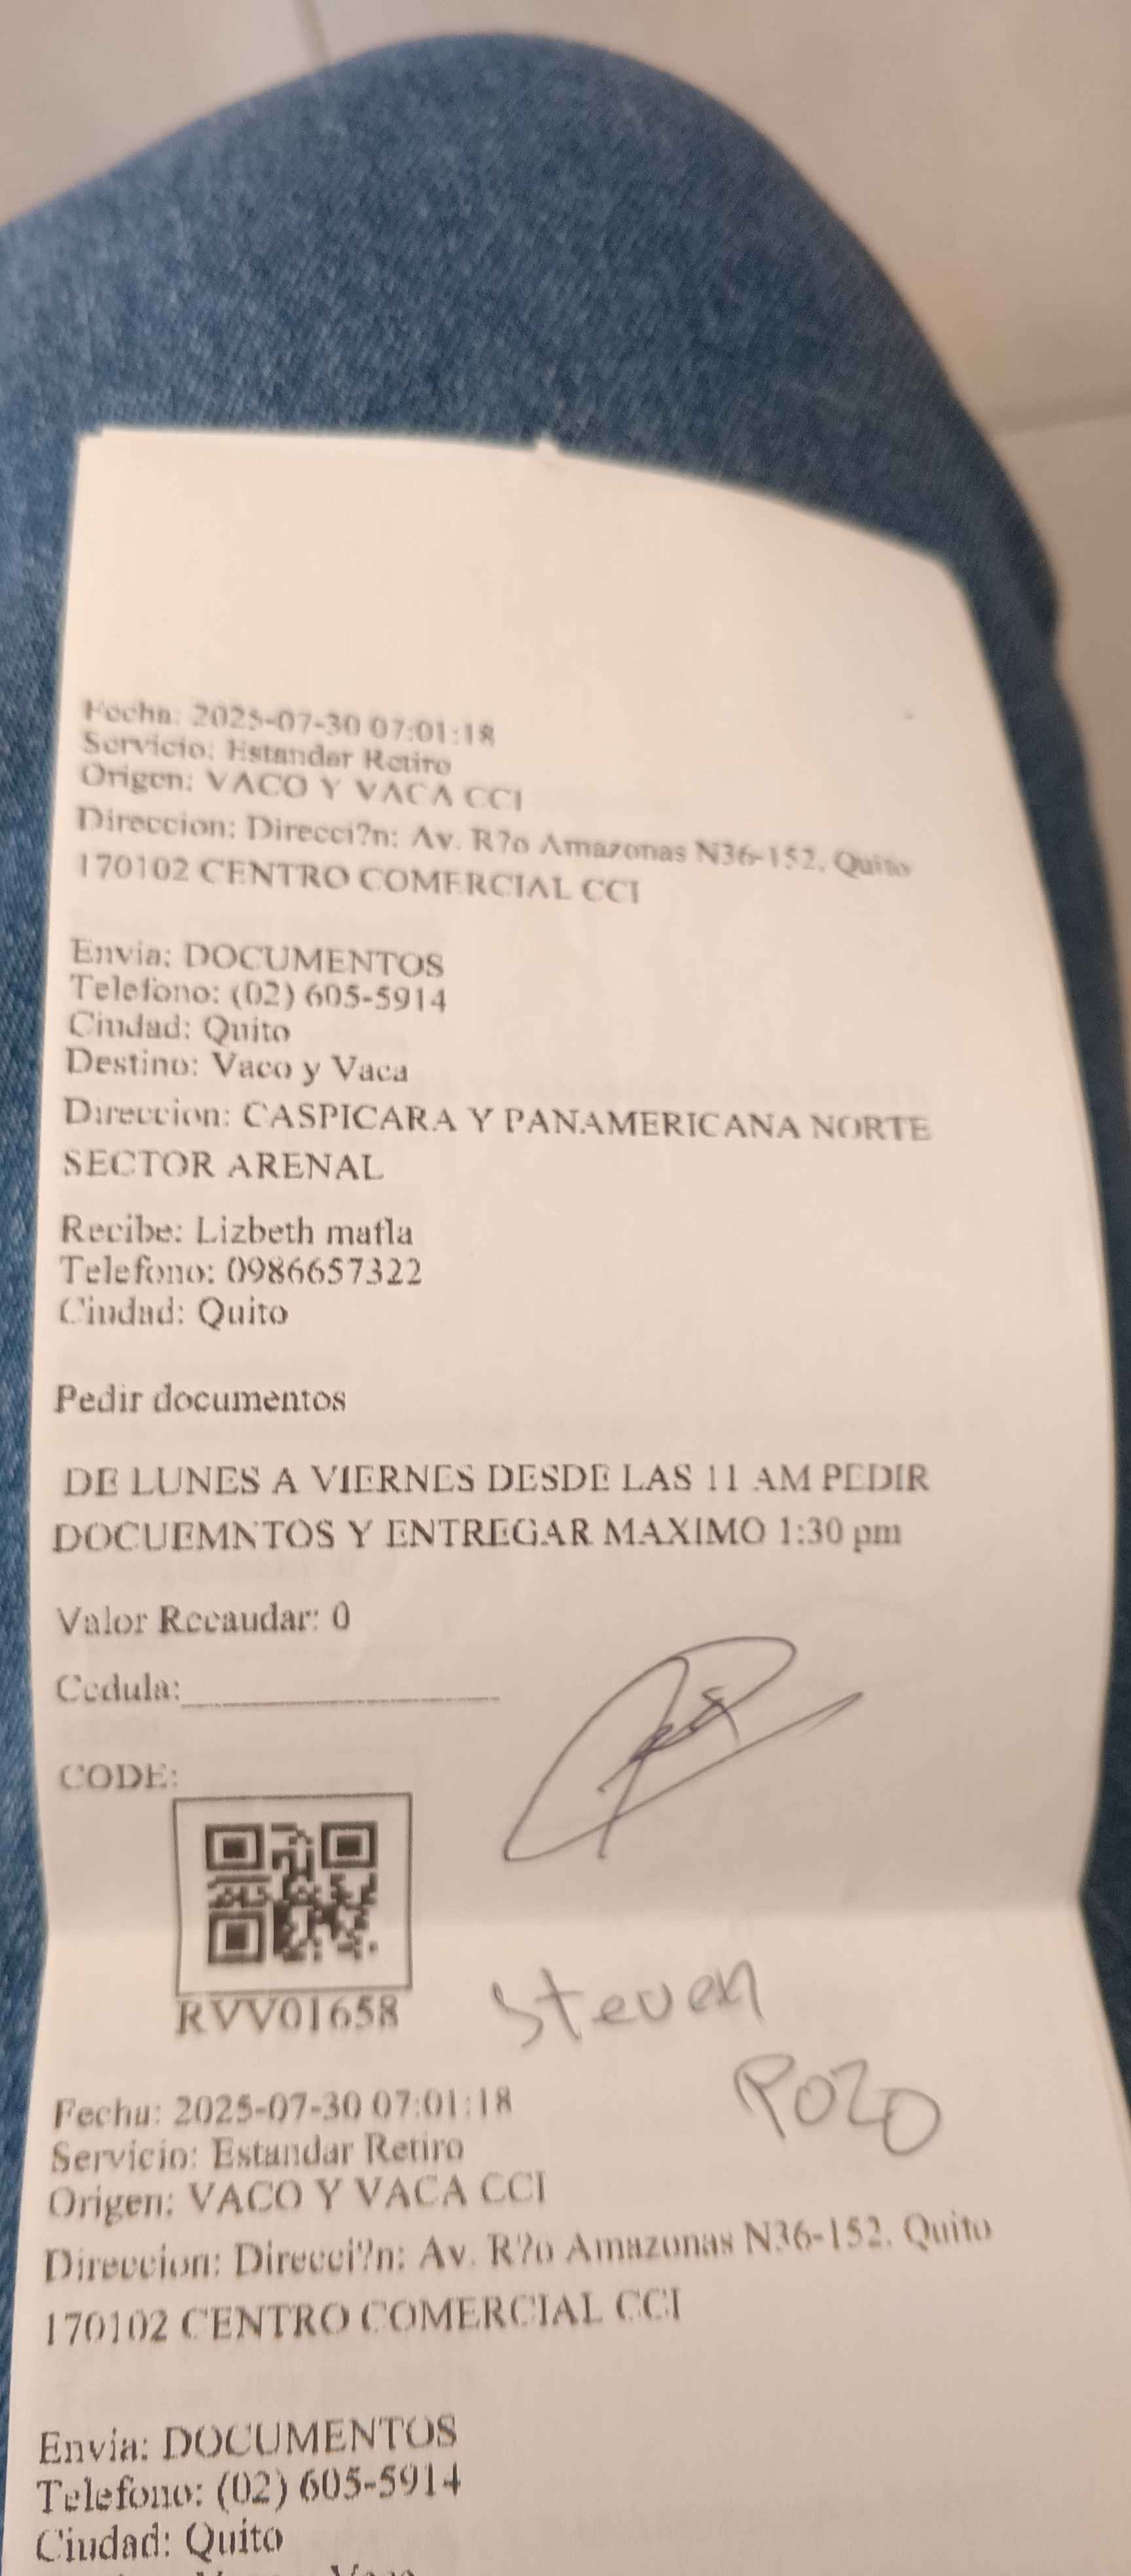 Fecha: 2025-07-30 07:01:18
Servicio: Estandar Retiro
Origen: VACO Y VACA CCI
Direccion: Direcci?n: Av. R?o Amazonas N36-152, Quito
170102 CENTRO COMERCIAL CCI
Envia: DOCUMENTOS
Telefono: (02) 605-5914
Ciudad: Quito
Destino: Vaco y Vaca
Direccion: CASPICARA Y PANAMERICANA NORTE
SECTOR ARENAL
Recibe: Lizbeth matla
Telefono: 0986657322
Ciudad: Quito
Pedir documentos
DE LUNES A VIERNES DESDE LAS 11 AM PEDIR
DOCUEMNTOS Y ENTREGAR MAXIMO 1:30 pm
Valor Recaudar: 0
Cedula:
CODE:
RVV01658
Steven
Pozo
Fecha: 2025-07-30 07:01:18
Servicio: Estandar Retiro
Origen: VACO Y VACA CCI
Direccion: Direcci?n: Av. R?o Amazonas N36-152, Quito
170102 CENTRO COMERCIAL CCI
Envia: DOCUMENTOS
Telefono: (02) 605-5914
Ciudad: Quito